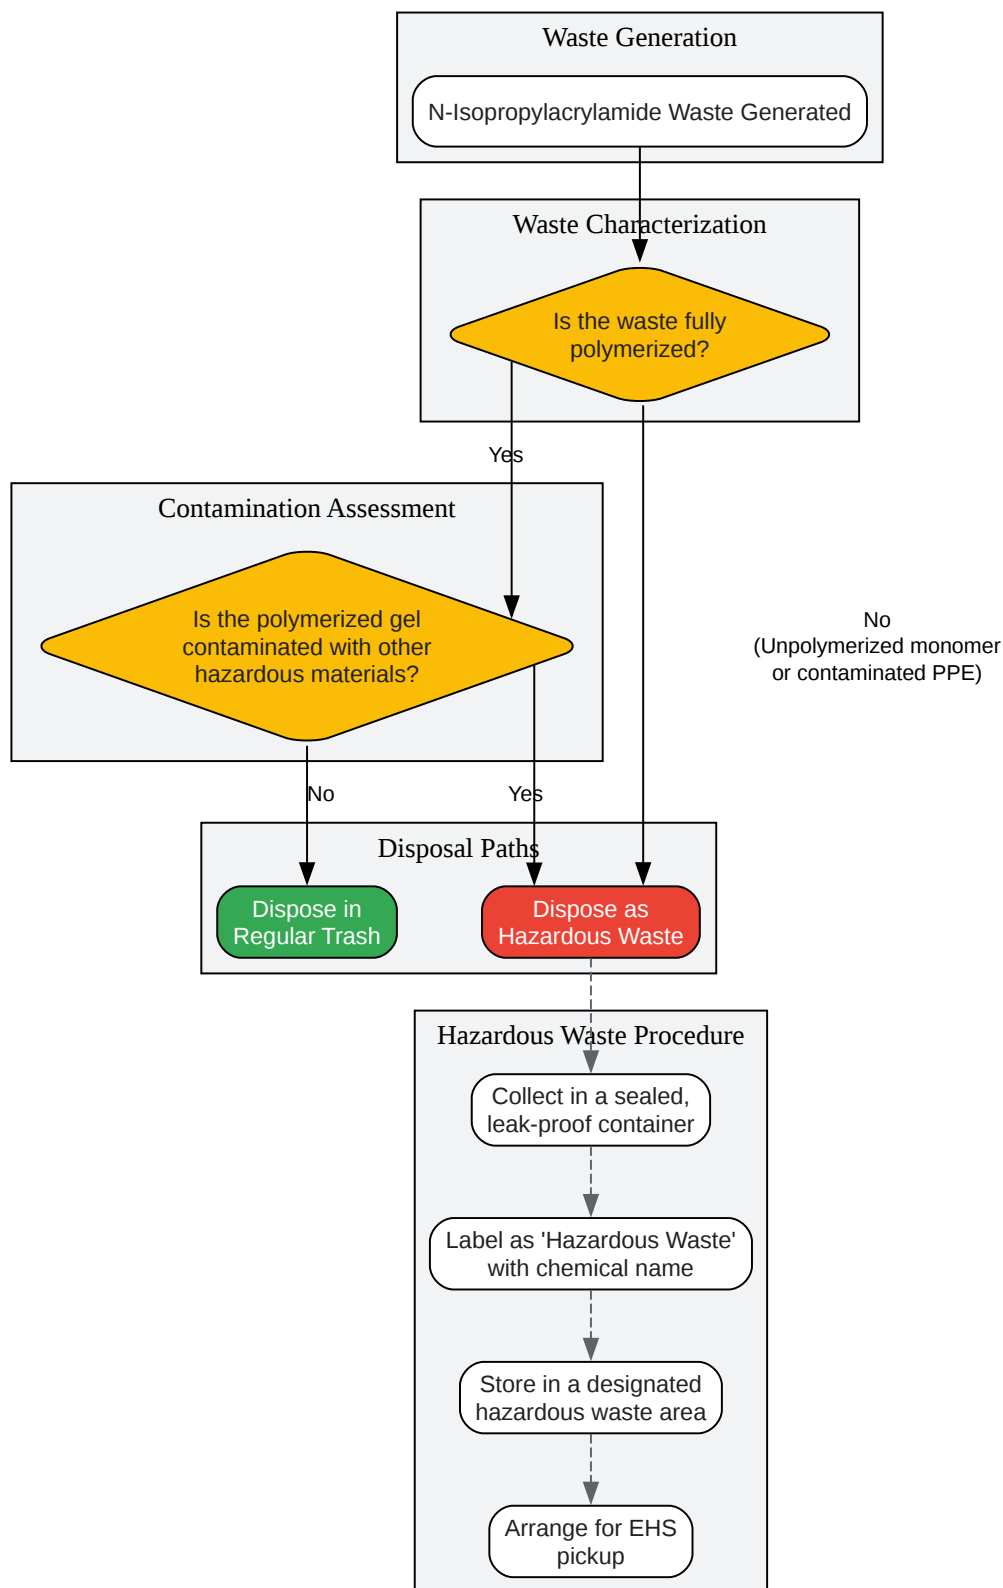 Waste Generation
N-Isopropylacrylamide Waste Generated
Waste Characterization
Is the waste fully
polymerized?
Yes
Contamination Assessment
Is the polymerized gel
contaminated with other
hazardous materials?
No
(Unpolymerized monomer
or contaminated PPE)
No
Yes
Disposal Paths
Dispose in
Regular Trash
Dispose as
Hazardous Waste
Hazardous Waste Procedure
Collect in a sealed,
leak-proof container
Label as 'Hazardous Waste'
with chemical name
Store in a designated
hazardous waste area
Arrange for EHS
pickup